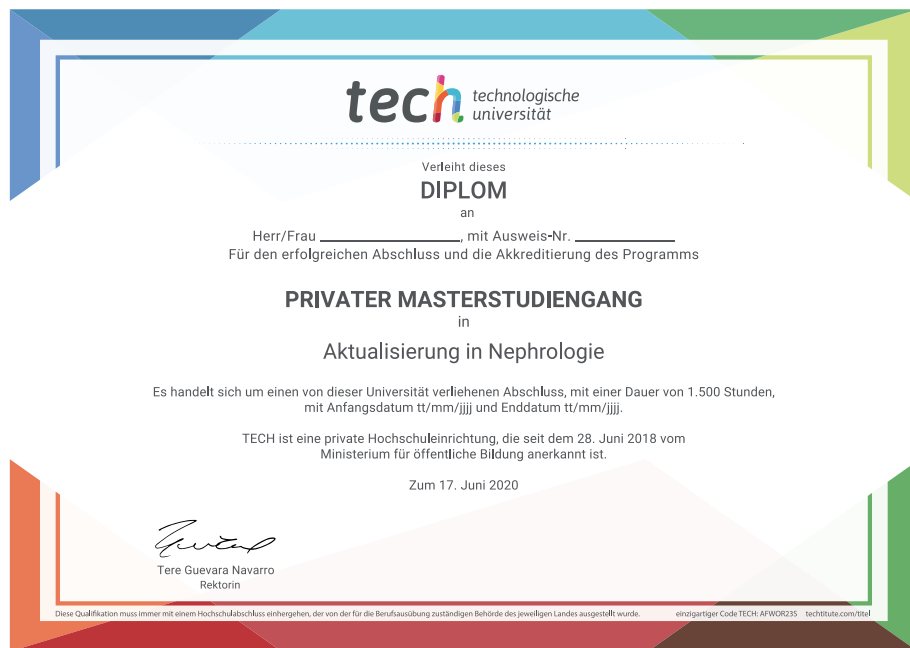 tech technologische
universität
Verleiht dieses
DIPLOM
an
Herr/Frau ____________________, mit Ausweis-Nr. ______________
Für den erfolgreichen Abschluss und die Akkreditierung des Programms
PRIVATER MASTERSTUDIENGANG
in
Aktualisierung in Nephrologie
Es handelt sich um einen von dieser Universität verliehenen Abschluss, mit einer Dauer von 1.500 Stunden,
mit Anfangsdatum tt/mm/jjjj und Enddatum tt/mm/jjjj.
TECH ist eine private Hochschuleinrichtung, die seit dem 28. Juni 2018 vom
Ministerium für öffentliche Bildung anerkannt ist.
Zum 17. Juni 2020
Tere Guevara Navarro
Rektorin
Diese Qualifikation muss immer mit einem Hochschulabschluss einhergehen, der von der für die Berufsausübung zuständigen Behörde des jeweiligen Landes ausgestellt wurde. einzigartiger Code TECH: AFWOR23S techtitute.com/titel